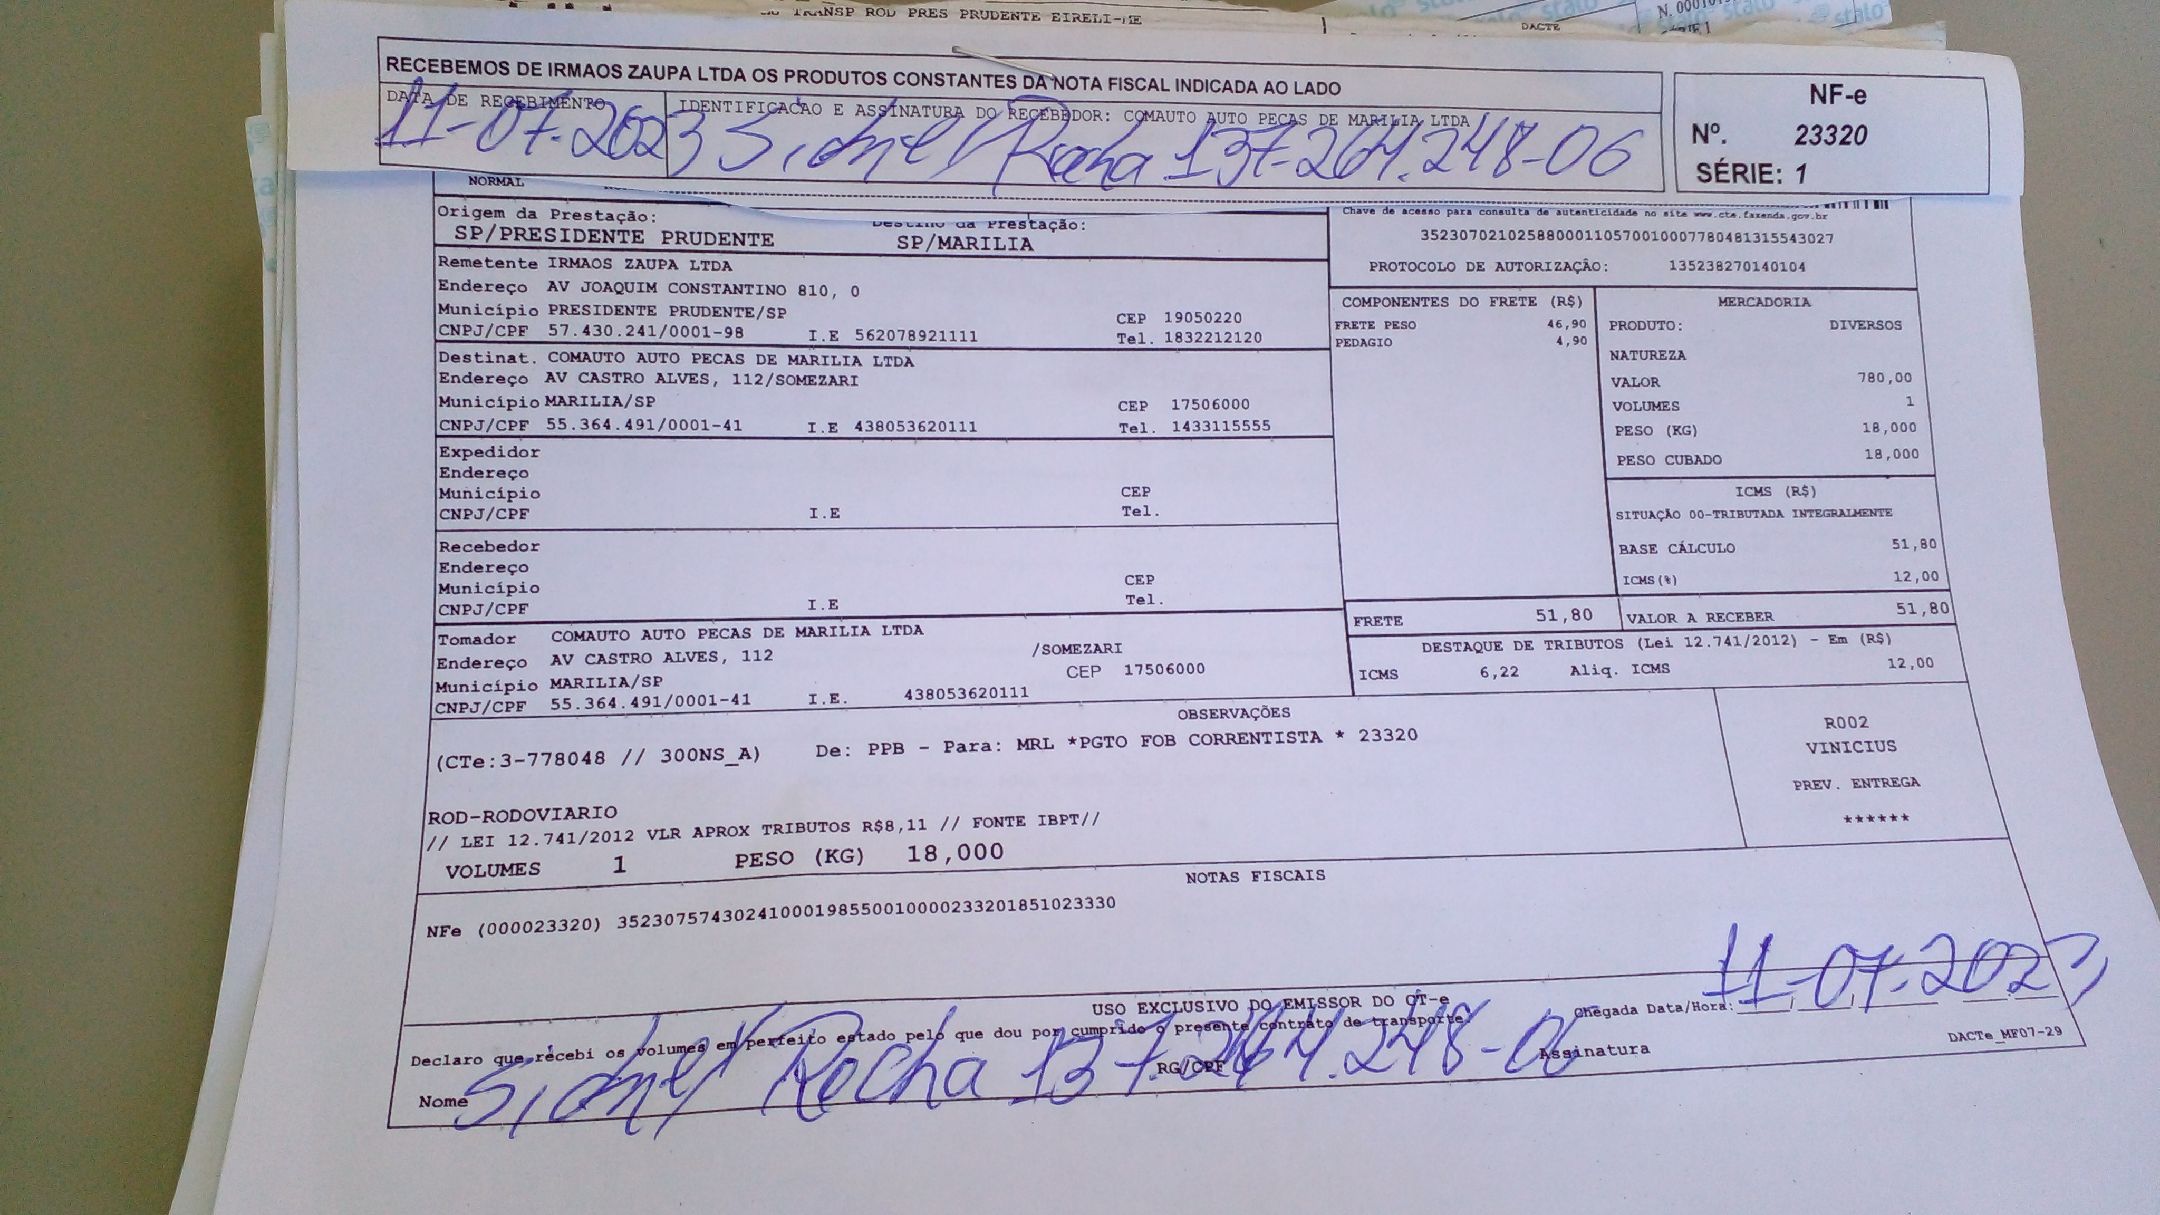 TRANSP ROD PRES PRUDENTE EIRELI-ME
DACTE
RECEBEMOS DE IRMAOS ZAUPA LTDA OS PRODUTOS CONSTANTES DA NOTA FISCAL INDICADA AO LADO
DATA DE RECEBIMENTO
IDENTIFICACAO E ASSINATURA DO RECEBEDOR: COMAUTO AUTO PECAS DE MARILIA LTDA
11-07.2023 Sidnei Rocha 137.264.248-06
NF-e
Nº. 23320
SÉRIE: 1
NORMAL
Origem da Prestação: Destino da Prestação:
SP/PRESIDENTE PRUDENTE SP/MARILIA
Chave de acesso para consulta de autenticidade no site www.cte.fazenda.gov.br
35230702102588000110570010007780481315543027
PROTOCOLO DE AUTORIZAÇÃO: 135238270140104
Remetente IRMAOS ZAUPA LTDA
Endereço AV JOAQUIM CONSTANTINO 810, 0
Município PRESIDENTE PRUDENTE/SP CEP 19050220
CNPJ/CPF 57.430.241/0001-98 I.E 562078921111 Tel. 1832212120
Destinat. COMAUTO AUTO PECAS DE MARILIA LTDA
Endereço AV CASTRO ALVES, 112/SOMEZARI
Município MARILIA/SP CEP 17506000
CNPJ/CPF 55.364.491/0001-41 I.E 438053620111 Tel. 1433115555
Expedidor
Endereço
Município CEP
CNPJ/CPF I.E Tel.
Recebedor
Endereço
Município CEP
CNPJ/CPF I.E Tel.
Tomador COMAUTO AUTO PECAS DE MARILIA LTDA
Endereço AV CASTRO ALVES, 112 /SOMEZARI
Município MARILIA/SP CEP 17506000
CNPJ/CPF 55.364.491/0001-41 I.E. 438053620111
COMPONENTES DO FRETE (R$)
FRETE PESO 46,90
PEDAGIO 4,90
MERCADORIA
PRODUTO: DIVERSOS
NATUREZA
VALOR 780,00
VOLUMES 1
PESO (KG) 18,000
PESO CUBADO 18,000
ICMS (R$)
SITUAÇÃO 00-TRIBUTADA INTEGRALMENTE
BASE CÁLCULO 51,80
ICMS(%) 12,00
FRETE 51,80 VALOR A RECEBER 51,80
DESTAQUE DE TRIBUTOS (Lei 12.741/2012) - Em (R$)
ICMS 6,22 Aliq. ICMS 12,00
OBSERVAÇÕES
(CTe:3-778048 // 300NS_A) De: PPB - Para: MRL *PGTO FOB CORRENTISTA * 23320
ROD-RODOVIARIO
// LEI 12.741/2012 VLR APROX TRIBUTOS R$8,11 // FONTE IBPT//
VOLUMES 1 PESO (KG) 18,000
R002
VINICIUS
PREV. ENTREGA
******
NOTAS FISCAIS
NFe (000023320) 35230757430241000198550010000233201851023330
USO EXCLUSIVO DO EMISSOR DO CT-e
Declaro que recebi os volumes em perfeito estado pelo que dou por cumprido o presente contrato de transporte
Chegada Data/Hora: 11-07.2023
Nome Sidnei Rocha RG/CPF 137.264.248-06 Assinatura
DACTe_MF07-29